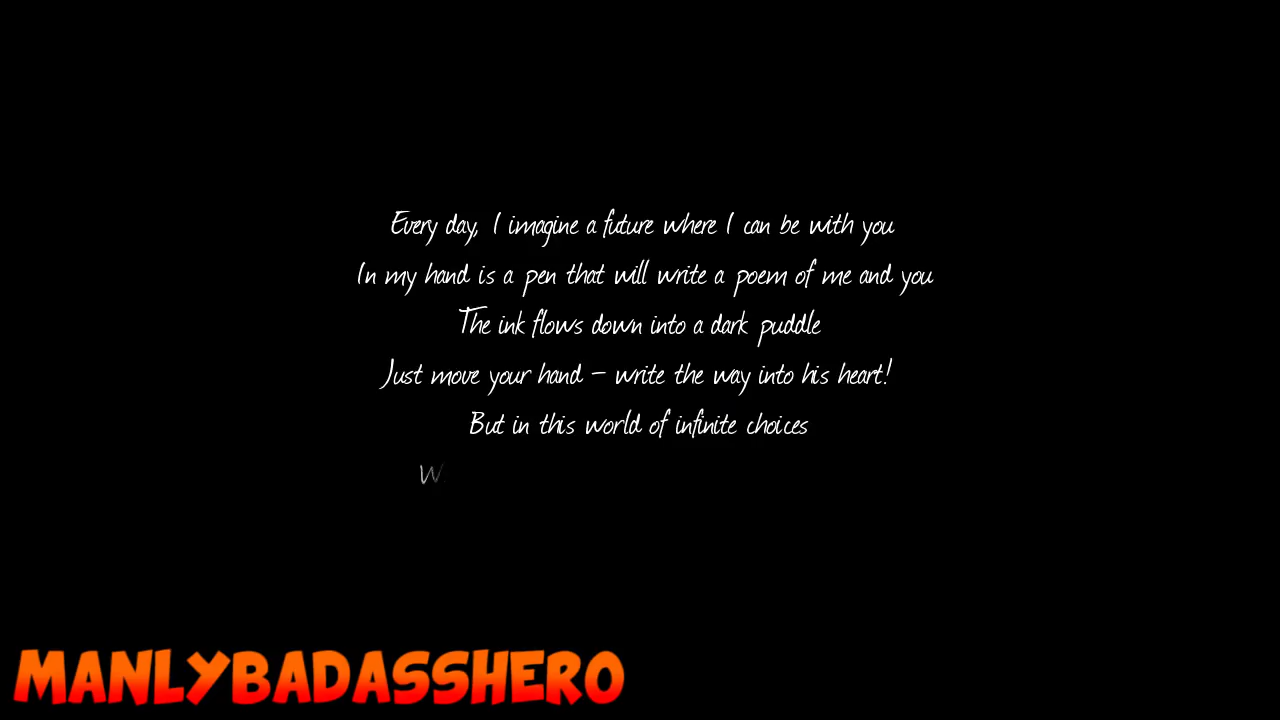 Every day, I imagine a future where I can be with you
In my hand is a pen that will write a poem of me and you
The ink flows down into a dark puddle
Just move your hand – write the way into his heart!
But in this world of infinite choices
W
MANLYBADASSHERO